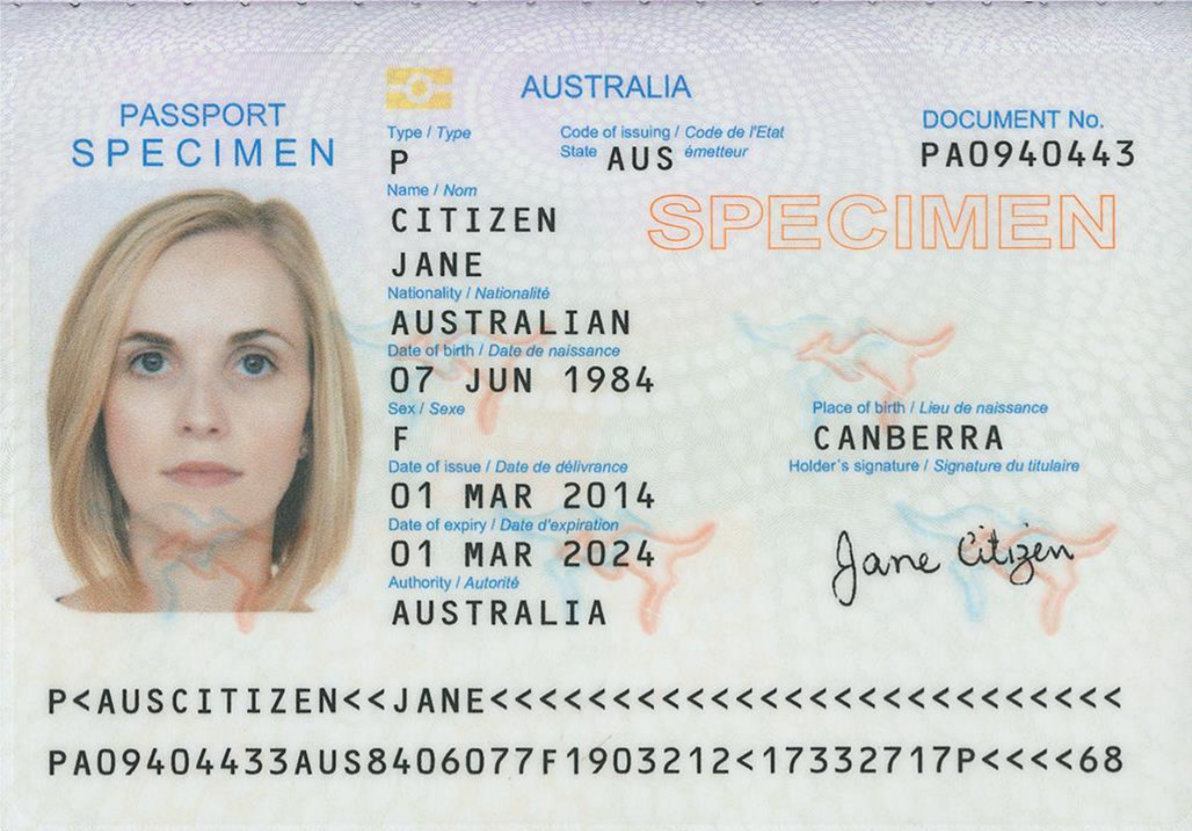 AUSTRALIA
PASSPORT
SPECIMEN
DOCUMENT No.
PA0940443
Type / Type
P
Code of issuing / Code de l'Etat
State AUS émetteur
Name / Nom
CITIZEN
JANE
SPECIMEN
Nationality / Nationalité
AUSTRALIAN
Date of birth / Date de naissance
07 JUN 1984
Sex / Sexe
F
Place of birth / Lieu de naissance
CANBERRA
Date of issue / Date de délivrance
01 MAR 2014
Holder's signature / Signature du titulaire
Jane Citizen
Date of expiry / Date d'expiration
01 MAR 2024
Authority / Autorité
AUSTRALIA
P<AUSCITIZEN<<JANE<<<<<<<<<<<<<<<<<<<<<<<<<<
PA09404433AUS8406077F1903212<17332717P<<<<68